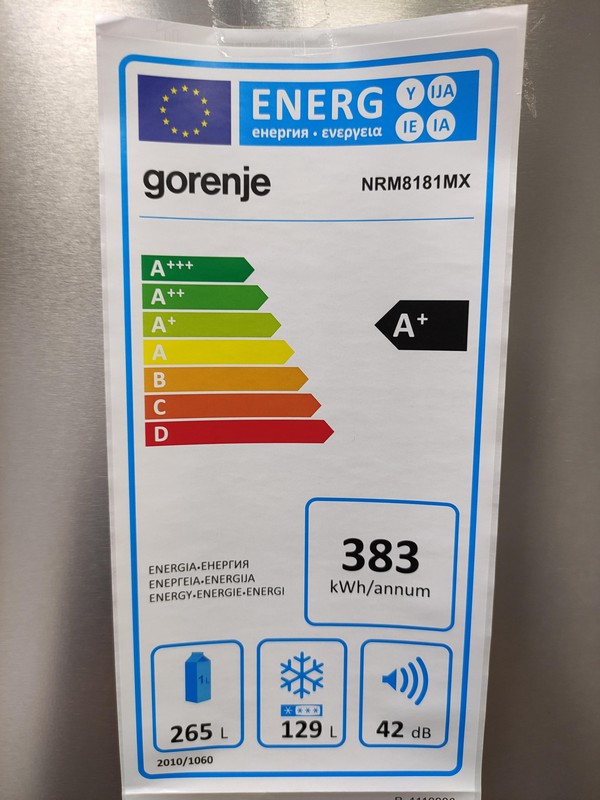 ENERG Y IJA
енергия · ενεργεια IE IA
gorenje NRM8181MX
A+++
A++
A+
A+
A
B
C
D
383
kWh/annum
ENERGIA·ЕНЕРГИЯ
ΕΝΕΡΓΕΙΑ·ENERGIJA
ENERGY·ENERGIE·ENERGI
1 L
265 L
129 L
42 dB
2010/1060